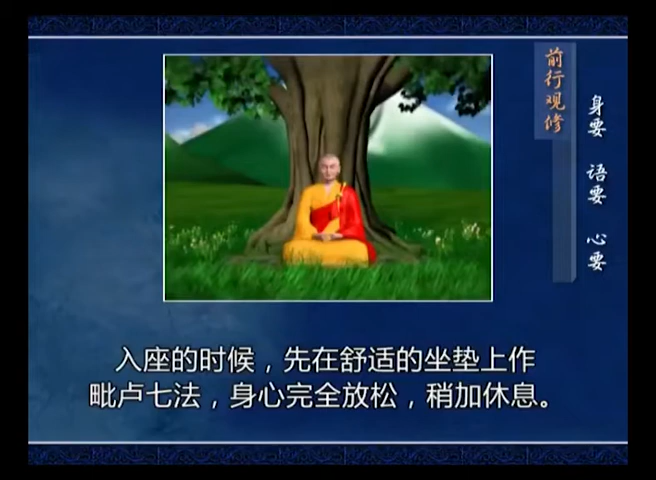 前行观修
身要 语要 心要
入座的时候，先在舒适的坐垫上作
毗卢七法，身心完全放松，稍加休息。